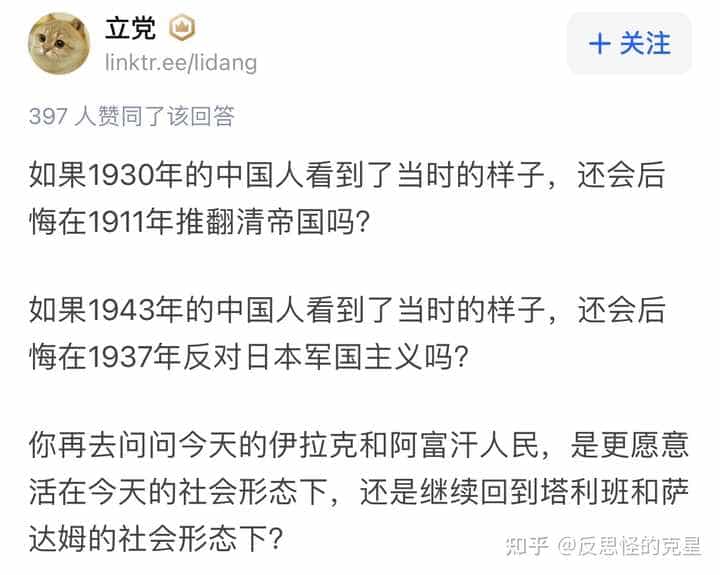 立党
linktr.ee/lidang
+ 关注
397 人赞同了该回答
如果1930年的中国人看到了当时的样子，还会后
悔在1911年推翻清帝国吗？
如果1943年的中国人看到了当时的样子，还会后
悔在1937年反对日本军国主义吗？
你再去问问今天的伊拉克和阿富汗人民，是更愿意
活在今天的社会形态下，还是继续回到塔利班和萨
达姆的社会形态下？
知乎 @反思怪的克星